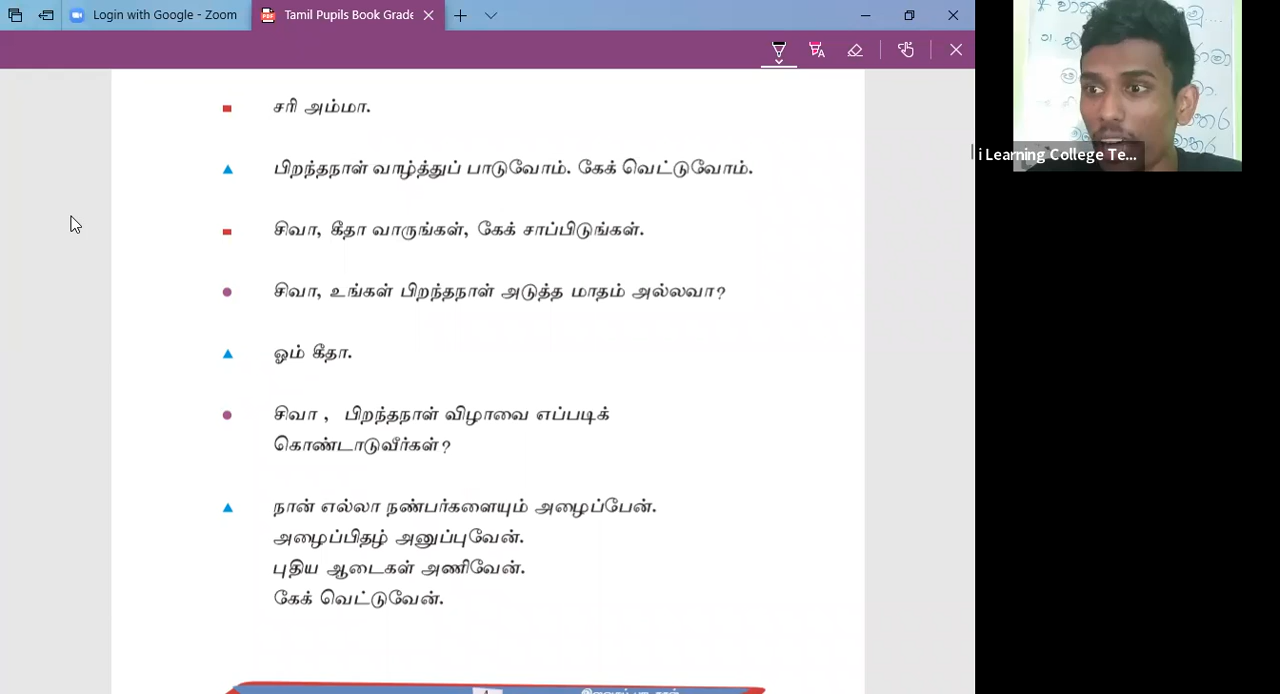 Login with Google - Zoom
Tamil Pupils Book Grade
சரி அம்மா.
பிறந்தநாள் வாழ்த்துப் பாடுவோம். கேக் வெட்டுவோம்.
சிவா, கீதா வாருங்கள், கேக் சாப்பிடுங்கள்.
சிவா, உங்கள் பிறந்தநாள் அடுத்த மாதம் அல்லவா?
ஓம் கீதா.
சிவா , பிறந்தநாள் விழாவை எப்படிக்
கொண்டாடுவீர்கள்?
நான் எல்லா நண்பர்களையும் அழைப்பேன்.
அழைப்பிதழ் அனுப்புவேன்.
புதிய ஆடைகள் அணிவேன்.
கேக் வெட்டுவேன்.
i Learning College Te...